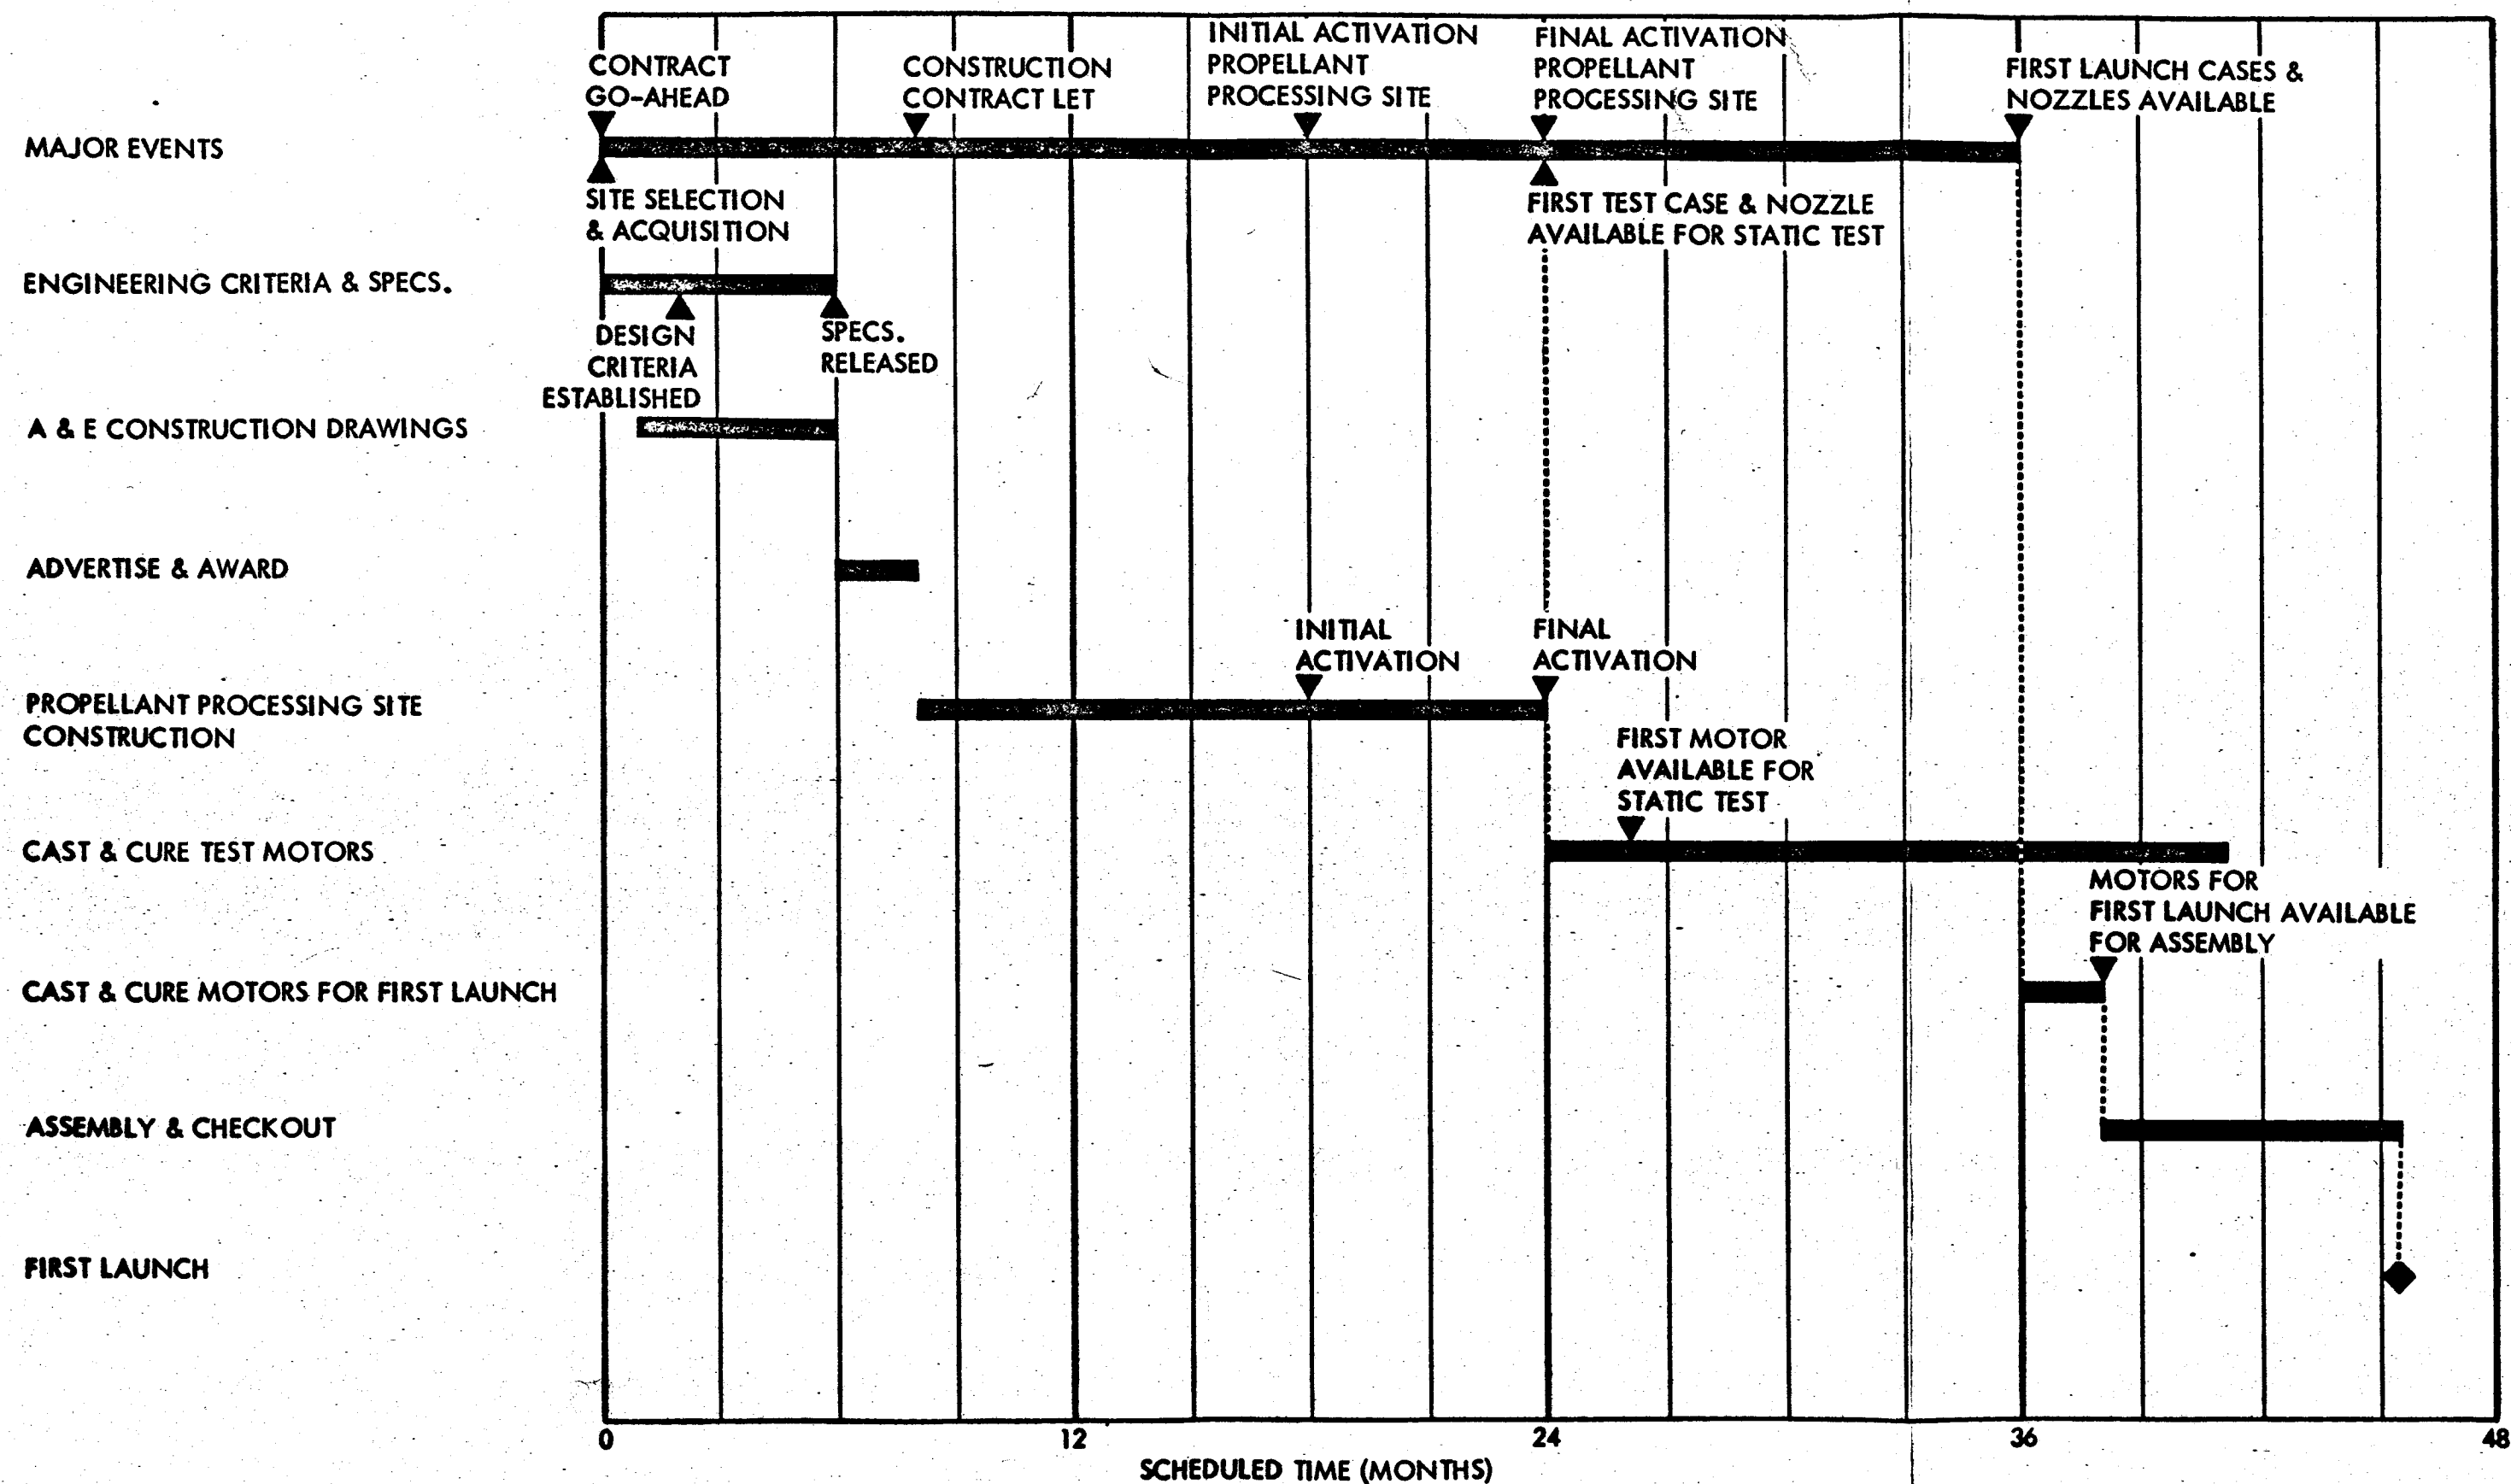 CONTRACT
GO-AHEAD
CONSTRUCTION
CONTRACT LET
INITIAL ACTIVATION
PROPELLANT
PROCESSING SITE
FINAL ACTIVATION
PROPELLANT
PROCESSING SITE
FIRST LAUNCH CASES &
NOZZLES AVAILABLE
MAJOR EVENTS
SITE SELECTION
& ACQUISITION
FIRST TEST CASE & NOZZLE
AVAILABLE FOR STATIC TEST
ENGINEERING CRITERIA & SPECS.
DESIGN
CRITERIA
ESTABLISHED
SPECS.
RELEASED
A & E CONSTRUCTION DRAWINGS
ADVERTISE & AWARD
INITIAL
ACTIVATION
FINAL
ACTIVATION
PROPELLANT PROCESSING SITE
CONSTRUCTION
FIRST MOTOR
AVAILABLE FOR
STATIC TEST
CAST & CURE TEST MOTORS
MOTORS FOR
FIRST LAUNCH AVAILABLE
FOR ASSEMBLY
CAST & CURE MOTORS FOR FIRST LAUNCH
ASSEMBLY & CHECKOUT
FIRST LAUNCH
0 12 24 36 48
SCHEDULED TIME (MONTHS)